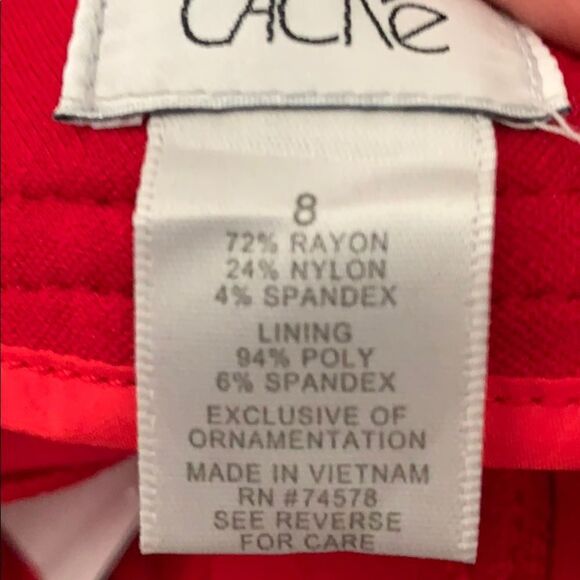 CACHe
8
72% RAYON
24% NYLON
4% SPANDEX
LINING
94% POLY
6% SPANDEX
EXCLUSIVE OF
ORNAMENTATION
MADE IN VIETNAM
RN #74578
SEE REVERSE
FOR CARE